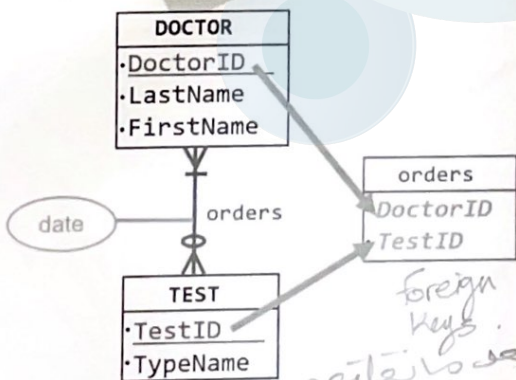 DOCTOR
·DoctorID
·LastName
·FirstName
orders
DoctorID
·TestID
date
orders
TEST
·TestID
·TypeName
foreign
keys.